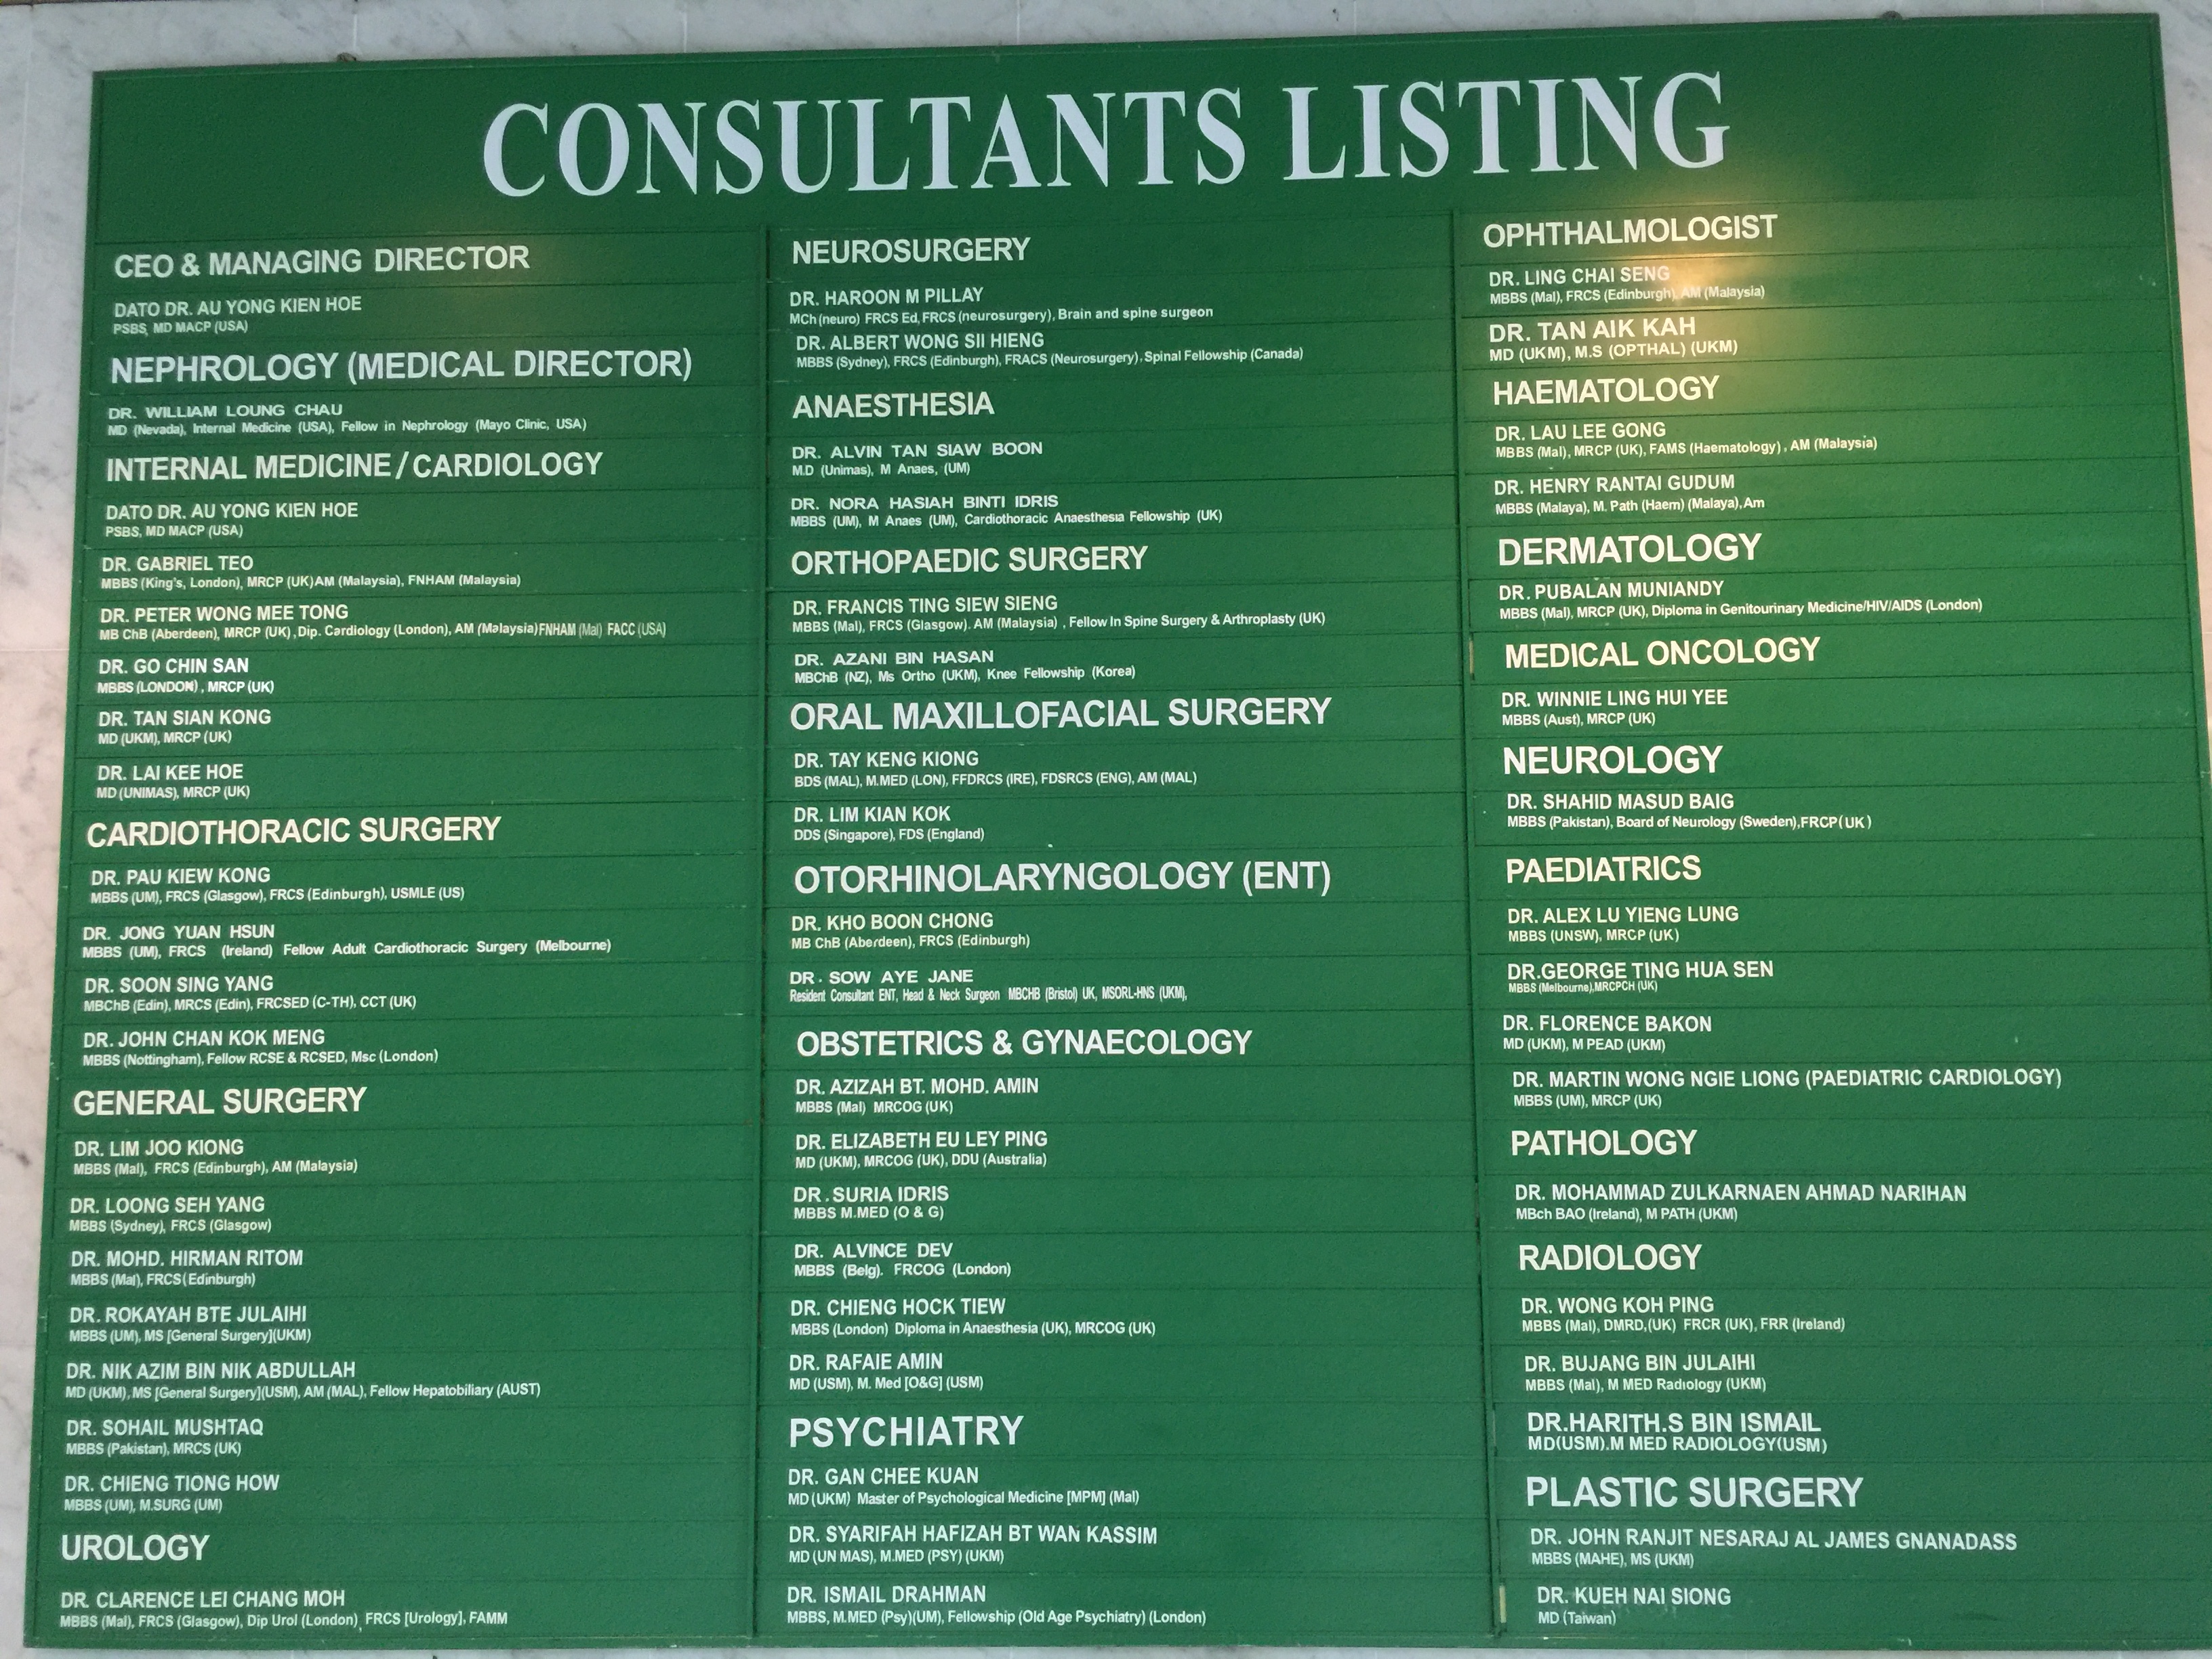 CONSULTANTS LISTING
CEO & MANAGING DIRECTOR
DATO DR. AU YONG KIEN HOE
PSBS, MD MACP (USA)
NEPHROLOGY (MEDICAL DIRECTOR)
DR. WILLIAM LOUNG CHAU
MD (Nevada), Internal Medicine (USA), Fellow in Nephrology (Mayo Clinic, USA)
INTERNAL MEDICINE / CARDIOLOGY
DATO DR. AU YONG KIEN HOE
PSBS, MD MACP (USA)
DR. GABRIEL TEO
MBBS (King's, London), MRCP (UK)AM (Malaysia), FNHAM (Malaysia)
DR. PETER WONG MEE TONG
MB ChB (Aberdeen), MRCP (UK) , Dip. Cardiology (London), AM (Malaysia)FNHAM (Mal) FACC (USA)
DR. GO CHIN SAN
MBBS (LONDON) , MRCP (UK)
DR. TAN SIAN KONG
MD (UKM), MRCP (UK)
DR. LAI KEE HOE
MD (UNIMAS), MRCP (UK)
CARDIOTHORACIC SURGERY
DR. PAU KIEW KONG
MBBS (UM), FRCS (Glasgow), FRCS (Edinburgh), USMLE (US)
DR. JONG YUAN HSUN
MBBS (UM), FRCS (Ireland) Fellow Adult Cardiothoracic Surgery (Melbourne)
DR. SOON SING YANG
MBChB (Edin), MRCS (Edin), FRCSED (C-TH), CCT (UK)
DR. JOHN CHAN KOK MENG
MBBS (Nottingham), Fellow RCSE & RCSED, Msc (London)
GENERAL SURGERY
DR. LIM JOO KIONG
MBBS (Mal), FRCS (Edinburgh), AM (Malaysia)
DR. LOONG SEH YANG
MBBS (Sydney), FRCS (Glasgow)
DR. MOHD. HIRMAN RITOM
MBBS (Mal), FRCS(Edinburgh)
DR. ROKAYAH BTE JULAIHI
MBBS (UM), MS [General Surgery](UKM)
DR. NIK AZIM BIN NIK ABDULLAH
MD (UKM), MS [General Surgery](USM), AM (MAL), Fellow Hepatobiliary (AUST)
DR. SOHAIL MUSHTAQ
MBBS (Pakistan), MRCS (UK)
DR. CHIENG TIONG HOW
MBBS (UM), M.SURG (UM)
UROLOGY
DR. CLARENCE LEI CHANG MOH
MBBS (Mal), FRCS (Glasgow), Dip Urol (London), FRCS [Urology], FAMM
NEUROSURGERY
DR. HAROON M PILLAY
MCh (neuro) FRCS Ed, FRCS (neurosurgery), Brain and spine surgeon
DR. ALBERT WONG SII HIENG
MBBS (Sydney), FRCS (Edinburgh), FRACS (Neurosurgery), Spinal Fellowship (Canada)
ANAESTHESIA
DR. ALVIN TAN SIAW BOON
M.D (Unimas), M Anaes, (UM)
DR. NORA HASIAH BINTI IDRIS
MBBS (UM), M Anaes (UM), Cardiothoracic Anaesthesia Fellowship (UK)
ORTHOPAEDIC SURGERY
DR. FRANCIS TING SIEW SIENG
MBBS (Mal), FRCS (Glasgow). AM (Malaysia) , Fellow In Spine Surgery & Arthroplasty (UK)
DR. AZANI BIN HASAN
MBChB (NZ), Ms Ortho (UKM), Knee Fellowship (Korea)
ORAL MAXILLOFACIAL SURGERY
DR. TAY KENG KIONG
BDS (MAL), M.MED (LON), FFDRCS (IRE), FDSRCS (ENG), AM (MAL)
DR. LIM KIAN KOK
DDS (Singapore), FDS (England)
OTORHINOLARYNGOLOGY (ENT)
DR. KHO BOON CHONG
MB ChB (Aberdeen), FRCS (Edinburgh)
DR. SOW AYE JANE
Resident Consultant ENT, Head & Neck Surgeon MBCHB (Bristol) UK, MSORL-HNS (UKM),
OBSTETRICS & GYNAECOLOGY
DR. AZIZAH BT. MOHD. AMIN
MBBS (Mal) MRCOG (UK)
DR. ELIZABETH EU LEY PING
MD (UKM), MRCOG (UK), DDU (Australia)
DR. SURIA IDRIS
MBBS M.MED (O & G)
DR. ALVINCE DEV
MBBS (Belg). FRCOG (London)
DR. CHIENG HOCK TIEW
MBBS (London) Diploma in Anaesthesia (UK), MRCOG (UK)
DR. RAFAIE AMIN
MD (USM), M. Med [O&G] (USM)
PSYCHIATRY
DR. GAN CHEE KUAN
MD (UKM) Master of Psychological Medicine [MPM] (Mal)
DR. SYARIFAH HAFIZAH BT WAN KASSIM
MD (UN MAS), M.MED (PSY) (UKM)
DR. ISMAIL DRAHMAN
MBBS, M.MED (Psy)(UM), Fellowship (Old Age Psychiatry) (London)
OPHTHALMOLOGIST
DR. LING CHAI SENG
MBBS (Mal), FRCS (Edinburgh), AM (Malaysia)
DR. TAN AIK KAH
MD (UKM), M.S (OPTHAL) (UKM)
HAEMATOLOGY
DR. LAU LEE GONG
MBBS (Mal), MRCP (UK), FAMS (Haematology) , AM (Malaysia)
DR. HENRY RANTAI GUDUM
MBBS (Malaya), M. Path (Haem) (Malaya), Am
DERMATOLOGY
DR. PUBALAN MUNIANDY
MBBS (Mal), MRCP (UK), Diploma in Genitourinary Medicine/HIV/AIDS (London)
MEDICAL ONCOLOGY
DR. WINNIE LING HUI YEE
MBBS (Aust), MRCP (UK)
NEUROLOGY
DR. SHAHID MASUD BAIG
MBBS (Pakistan), Board of Neurology (Sweden),FRCP( UK )
PAEDIATRICS
DR. ALEX LU YIENG LUNG
MBBS (UNSW), MRCP (UK)
DR.GEORGE TING HUA SEN
MBBS (Melbourne),MRCPCH (UK)
DR. FLORENCE BAKON
MD (UKM), M PEAD (UKM)
DR. MARTIN WONG NGIE LIONG (PAEDIATRIC CARDIOLOGY)
MBBS (UM), MRCP (UK)
PATHOLOGY
DR. MOHAMMAD ZULKARNAEN AHMAD NARIHAN
MBch BAO (Ireland), M PATH (UKM)
RADIOLOGY
DR. WONG KOH PING
MBBS (Mal), DMRD,(UK) FRCR (UK), FRR (Ireland)
DR. BUJANG BIN JULAIHI
MBBS (Mal), M MED Radiology (UKM)
DR.HARITH.S BIN ISMAIL
MD(USM).M MED RADIOLOGY(USM)
PLASTIC SURGERY
DR. JOHN RANJIT NESARAJ AL JAMES GNANADASS
MBBS (MAHE), MS (UKM)
DR. KUEH NAI SIONG
MD (Taiwan)